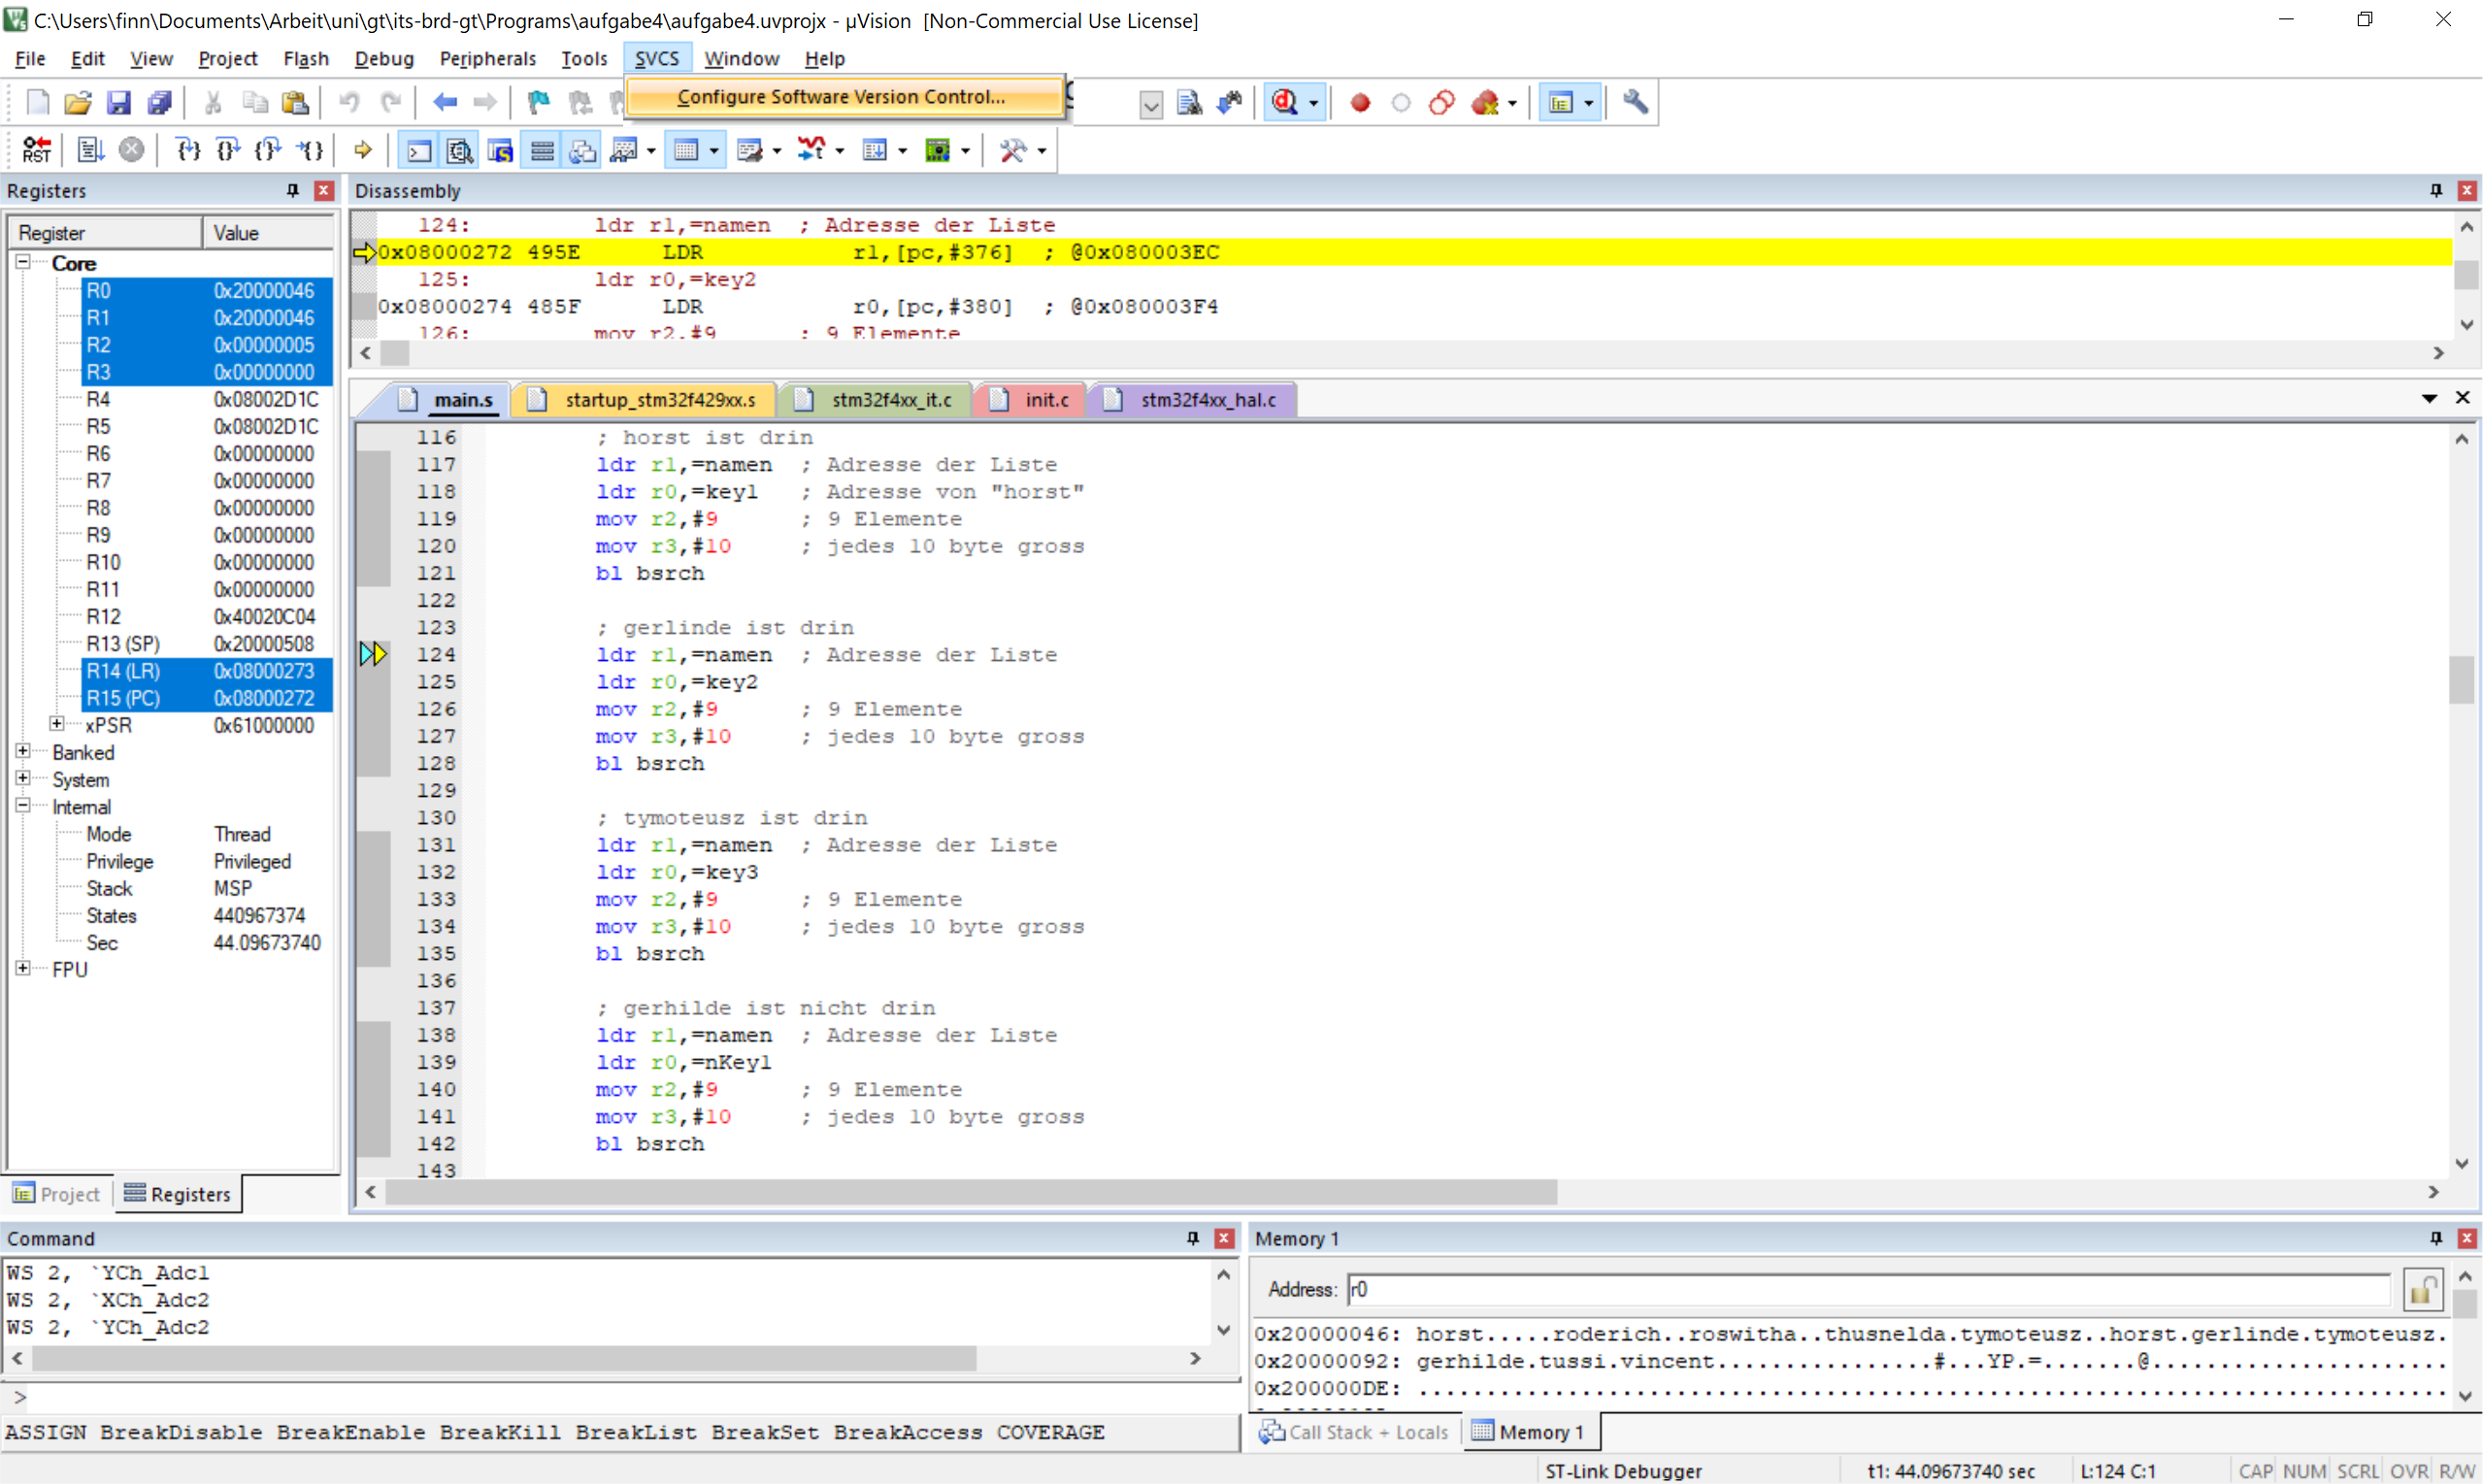 C:\Users\finn\Documents\Arbeit\uni\gt\its-brd-gt\Programs\aufgabe4\aufgabe4.uvprojx - µVision [Non-Commercial Use License]
File Edit View Project Flash Debug Peripherals Tools SVCS Window Help
Configure Software Version Control...
RST
Registers
Register Value
Core
R0 0x20000046
R1 0x20000046
R2 0x00000005
R3 0x00000000
R4 0x08002D1C
R5 0x08002D1C
R6 0x00000000
R7 0x00000000
R8 0x00000000
R9 0x00000000
R10 0x00000000
R11 0x00000000
R12 0x40020C04
R13 (SP) 0x20000508
R14 (LR) 0x08000273
R15 (PC) 0x08000272
xPSR 0x61000000
Banked
System
Internal
Mode Thread
Privilege Privileged
Stack MSP
States 440967374
Sec 44.09673740
FPU
Project Registers
Disassembly
124: ldr r1,=namen ; Adresse der Liste
0x08000272 495E LDR r1,[pc,#376] ; @0x080003EC
125: ldr r0,=key2
0x08000274 485F LDR r0,[pc,#380] ; @0x080003F4
126: mov r2,#9 ; 9 Elemente
main.s startup_stm32f429xx.s stm32f4xx_it.c init.c stm32f4xx_hal.c
116 ; horst ist drin
117 ldr r1,=namen ; Adresse der Liste
118 ldr r0,=key1 ; Adresse von "horst"
119 mov r2,#9 ; 9 Elemente
120 mov r3,#10 ; jedes 10 byte gross
121 bl bsrch
122
123 ; gerlinde ist drin
124 ldr r1,=namen ; Adresse der Liste
125 ldr r0,=key2
126 mov r2,#9 ; 9 Elemente
127 mov r3,#10 ; jedes 10 byte gross
128 bl bsrch
129
130 ; tymoteusz ist drin
131 ldr r1,=namen ; Adresse der Liste
132 ldr r0,=key3
133 mov r2,#9 ; 9 Elemente
134 mov r3,#10 ; jedes 10 byte gross
135 bl bsrch
136
137 ; gerhilde ist nicht drin
138 ldr r1,=namen ; Adresse der Liste
139 ldr r0,=nKey1
140 mov r2,#9 ; 9 Elemente
141 mov r3,#10 ; jedes 10 byte gross
142 bl bsrch
143
Command
WS 2, `YCh_Adc1
WS 2, `XCh_Adc2
WS 2, `YCh_Adc2
>
ASSIGN BreakDisable BreakEnable BreakKill BreakList BreakSet BreakAccess COVERAGE
Memory 1
Address: r0
0x20000046: horst.....roderich..roswitha..thusnelda.tymoteusz..horst.gerlinde.tymoteusz.
0x20000092: gerhilde.tussi.vincent................#...YP.=.......@......................
0x200000DE: ............................................................................
Call Stack + Locals Memory 1
ST-Link Debugger t1: 44.09673740 sec L:124 C:1 CAP NUM SCRL OVR R/W